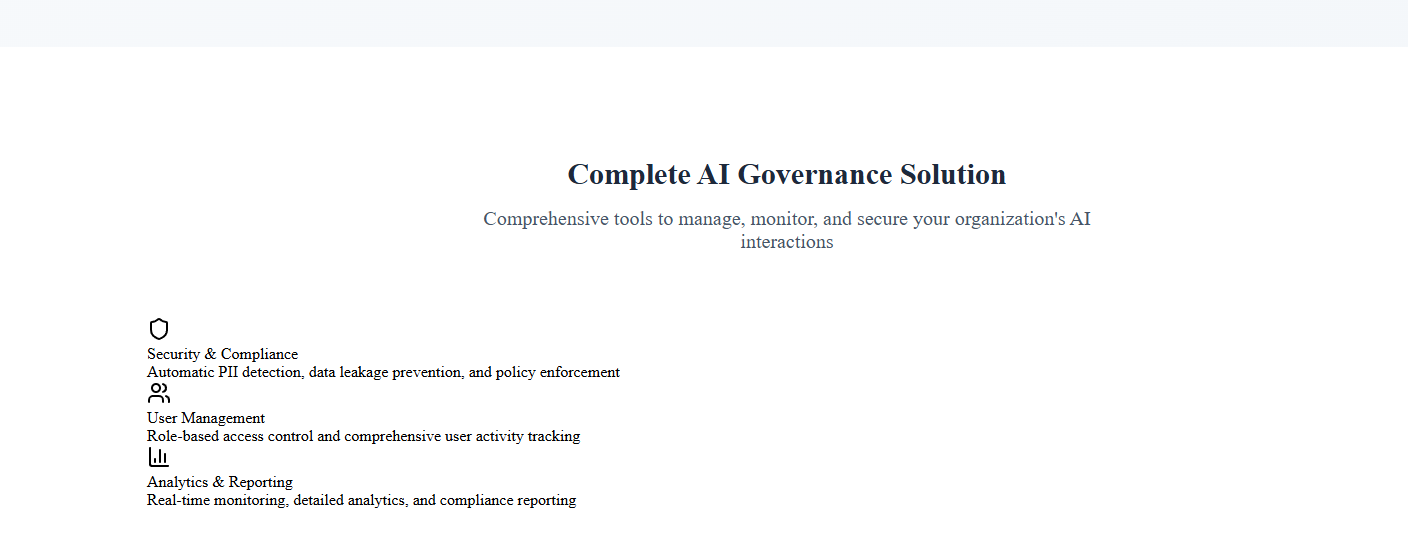 Complete AI Governance Solution
Comprehensive tools to manage, monitor, and secure your organization's AI
interactions
Security & Compliance
Automatic PII detection, data leakage prevention, and policy enforcement
User Management
Role-based access control and comprehensive user activity tracking
Analytics & Reporting
Real-time monitoring, detailed analytics, and compliance reporting